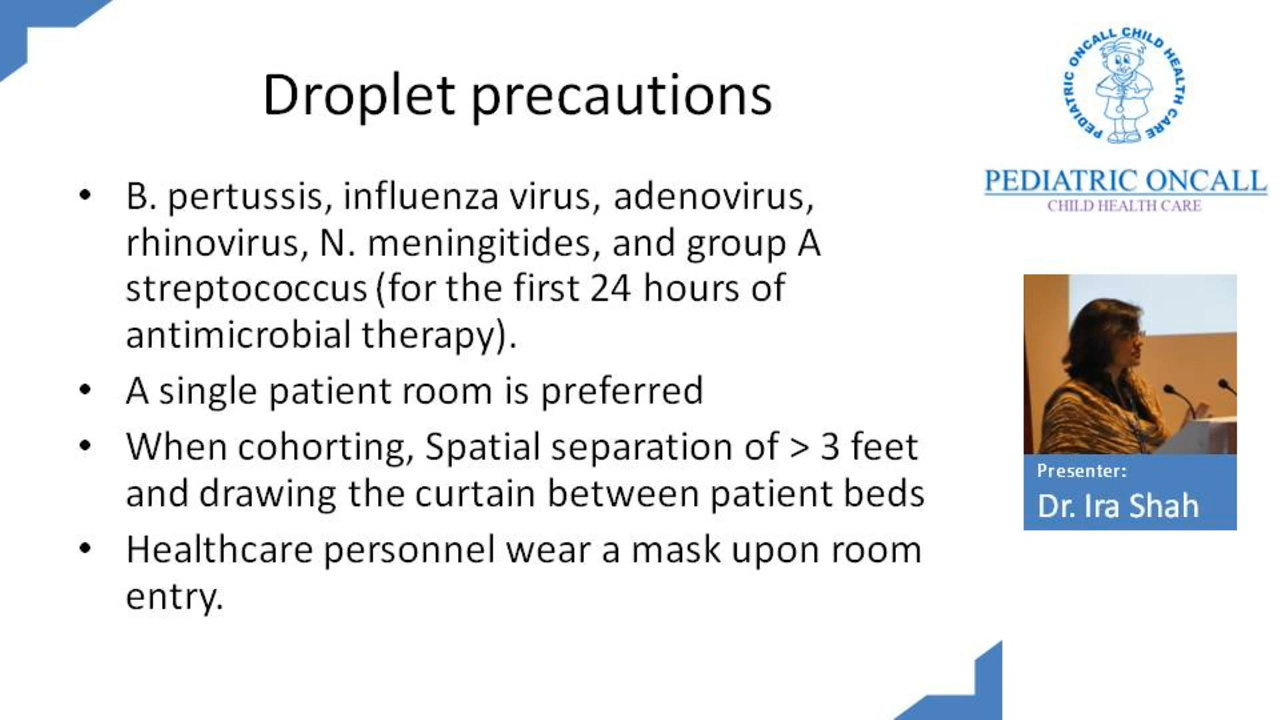 Droplet precautions
• B. pertussis, influenza virus, adenovirus,
rhinovirus, N. meningitides, and group A
streptococcus (for the first 24 hours of
antimicrobial therapy).
• A single patient room is preferred
• When cohorting, Spatial separation of > 3 feet
and drawing the curtain between patient beds
• Healthcare personnel wear a mask upon room
entry.
PEDIATRIC ONCALL CHILD HEALTH CARE
PEDIATRIC ONCALL
CHILD HEALTH CARE
Presenter:
Dr. Ira Shah